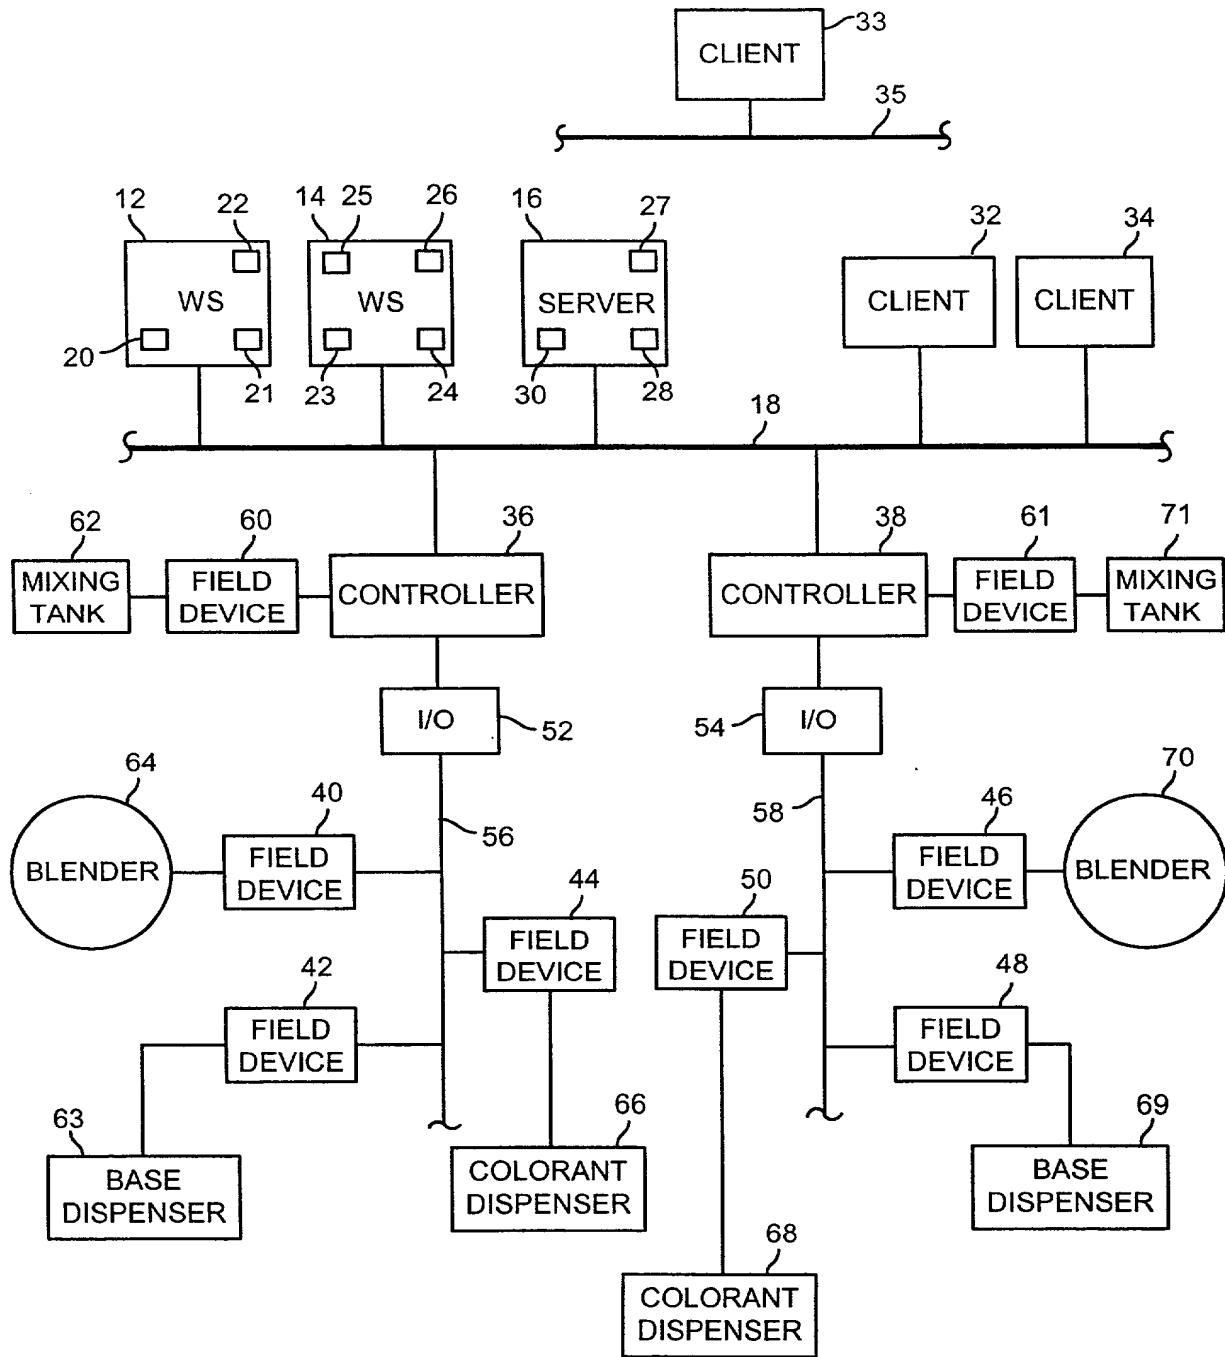 33
CLIENT
35
12
22
14
25
26
16
27
32
34
WS
WS
SERVER
CLIENT
CLIENT
20
21
23
24
30
28
18
62
60
36
38
61
71
MIXING
TANK
FIELD
DEVICE
CONTROLLER
CONTROLLER
FIELD
DEVICE
MIXING
TANK
I/O
52
54
I/O
64
40
56
58
46
70
BLENDER
FIELD
DEVICE
FIELD
DEVICE
BLENDER
44
50
FIELD
DEVICE
FIELD
DEVICE
42
48
FIELD
DEVICE
FIELD
DEVICE
63
66
69
BASE
DISPENSER
COLORANT
DISPENSER
BASE
DISPENSER
68
COLORANT
DISPENSER